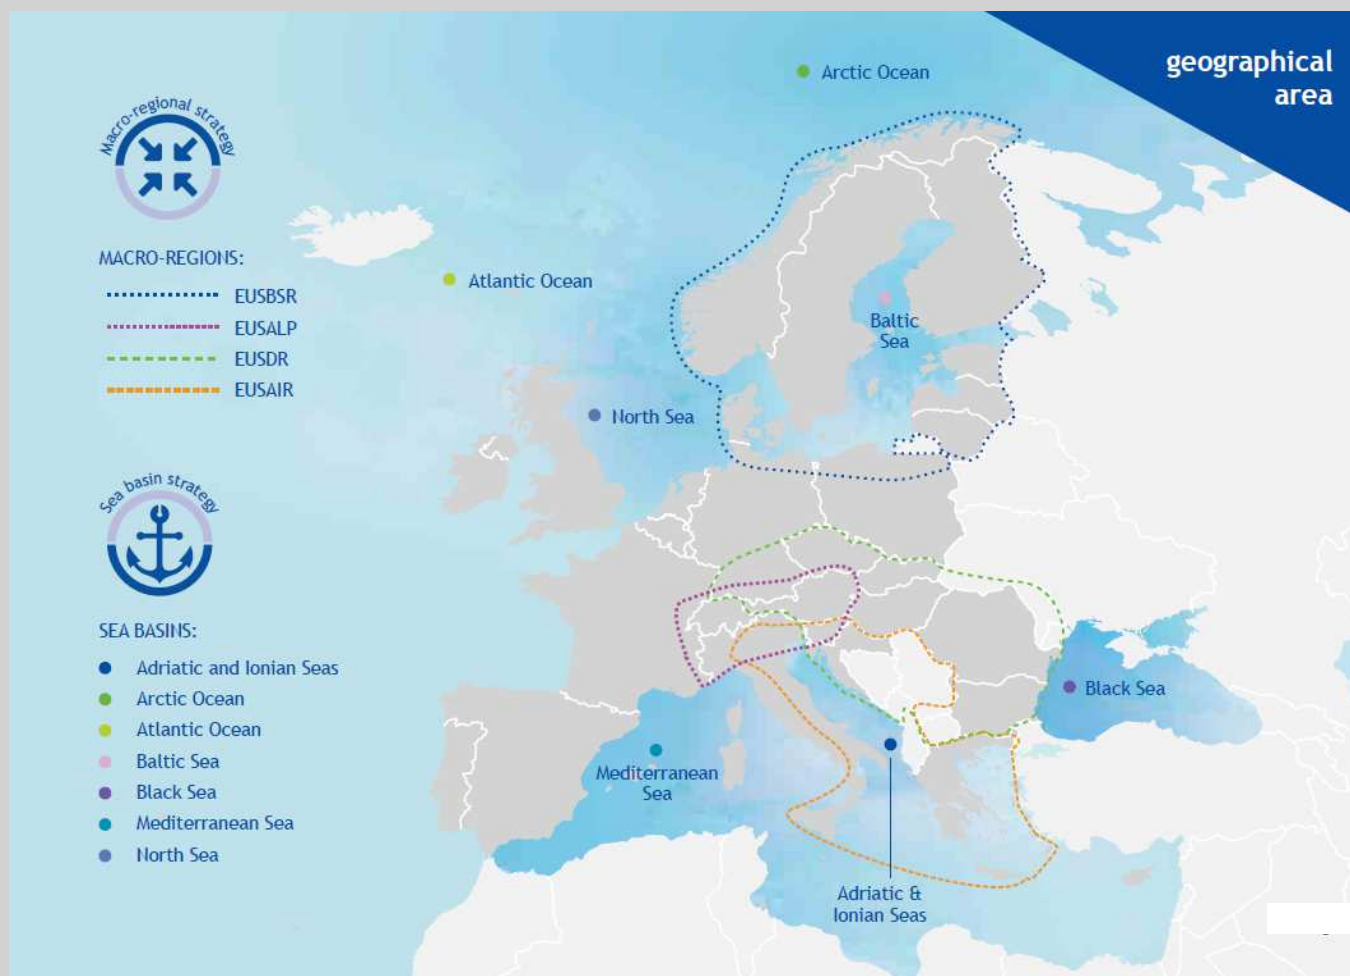 geographical
area
Macro-regional strategy
MACRO-REGIONS:
EUSBSR
EUSALP
EUSDR
EUSAIR
Sea basin strategy
SEA BASINS:
Adriatic and Ionian Seas
Arctic Ocean
Atlantic Ocean
Baltic Sea
Black Sea
Mediterranean Sea
North Sea
Arctic Ocean
Atlantic Ocean
Baltic
Sea
North Sea
Black Sea
Mediterranean
Sea
Adriatic &
Ionian Seas